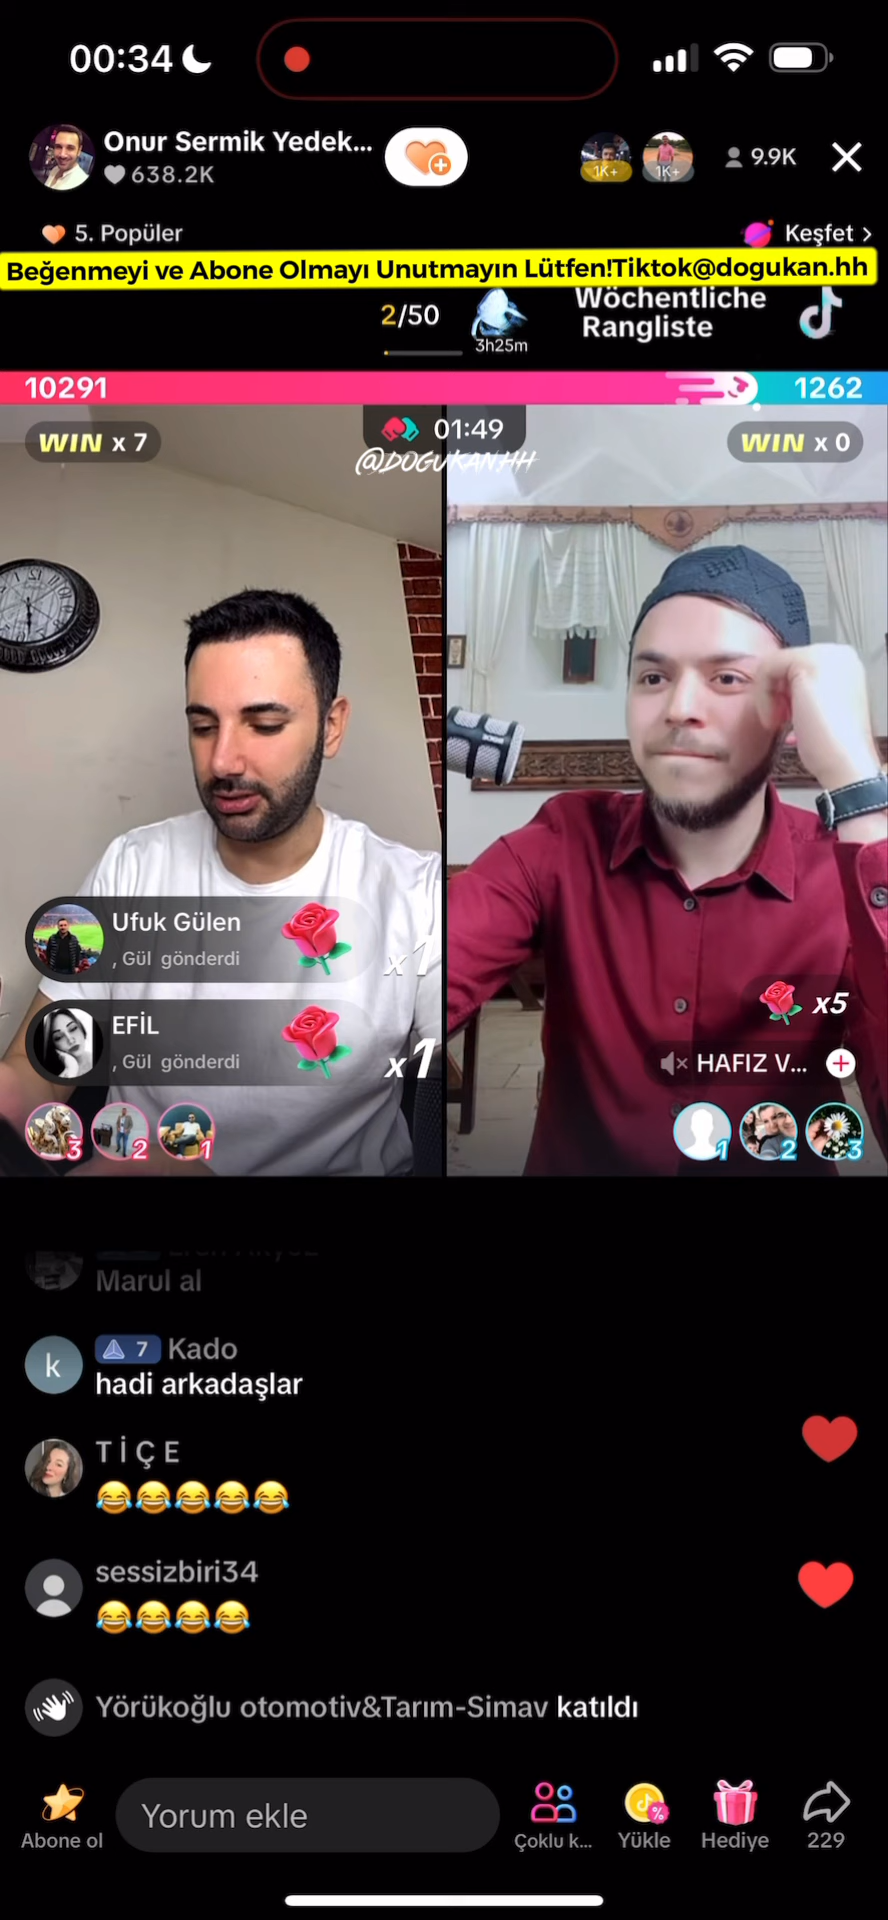 00:34
Onur Sermik Yedek...
638.2K
1K+
1K+
9.9K
5. Popüler
Keşfet >
Beğenmeyi ve Abone Olmayı Unutmayın Lütfen!Tiktok@dogukan.hh
2/50
3h25m
Wöchentliche
Rangliste
10291
1262
WIN x 7
01:49
WIN x 0
@DOGUKAN.HH
Ufuk Gülen
, Gül gönderdi
x1
EFİL
, Gül gönderdi
x1
x5
HAFIZ V...
3
2
1
1
2
3
Marul al
k
7 Kado
hadi arkadaşlar
T İ Ç E
😂😂😂😂😂
sessizbiri34
😂😂😂😂
Yörükoğlu otomotiv&Tarım-Simav katıldı
Abone ol
Yorum ekle
Çoklu k...
Yükle
Hediye
229